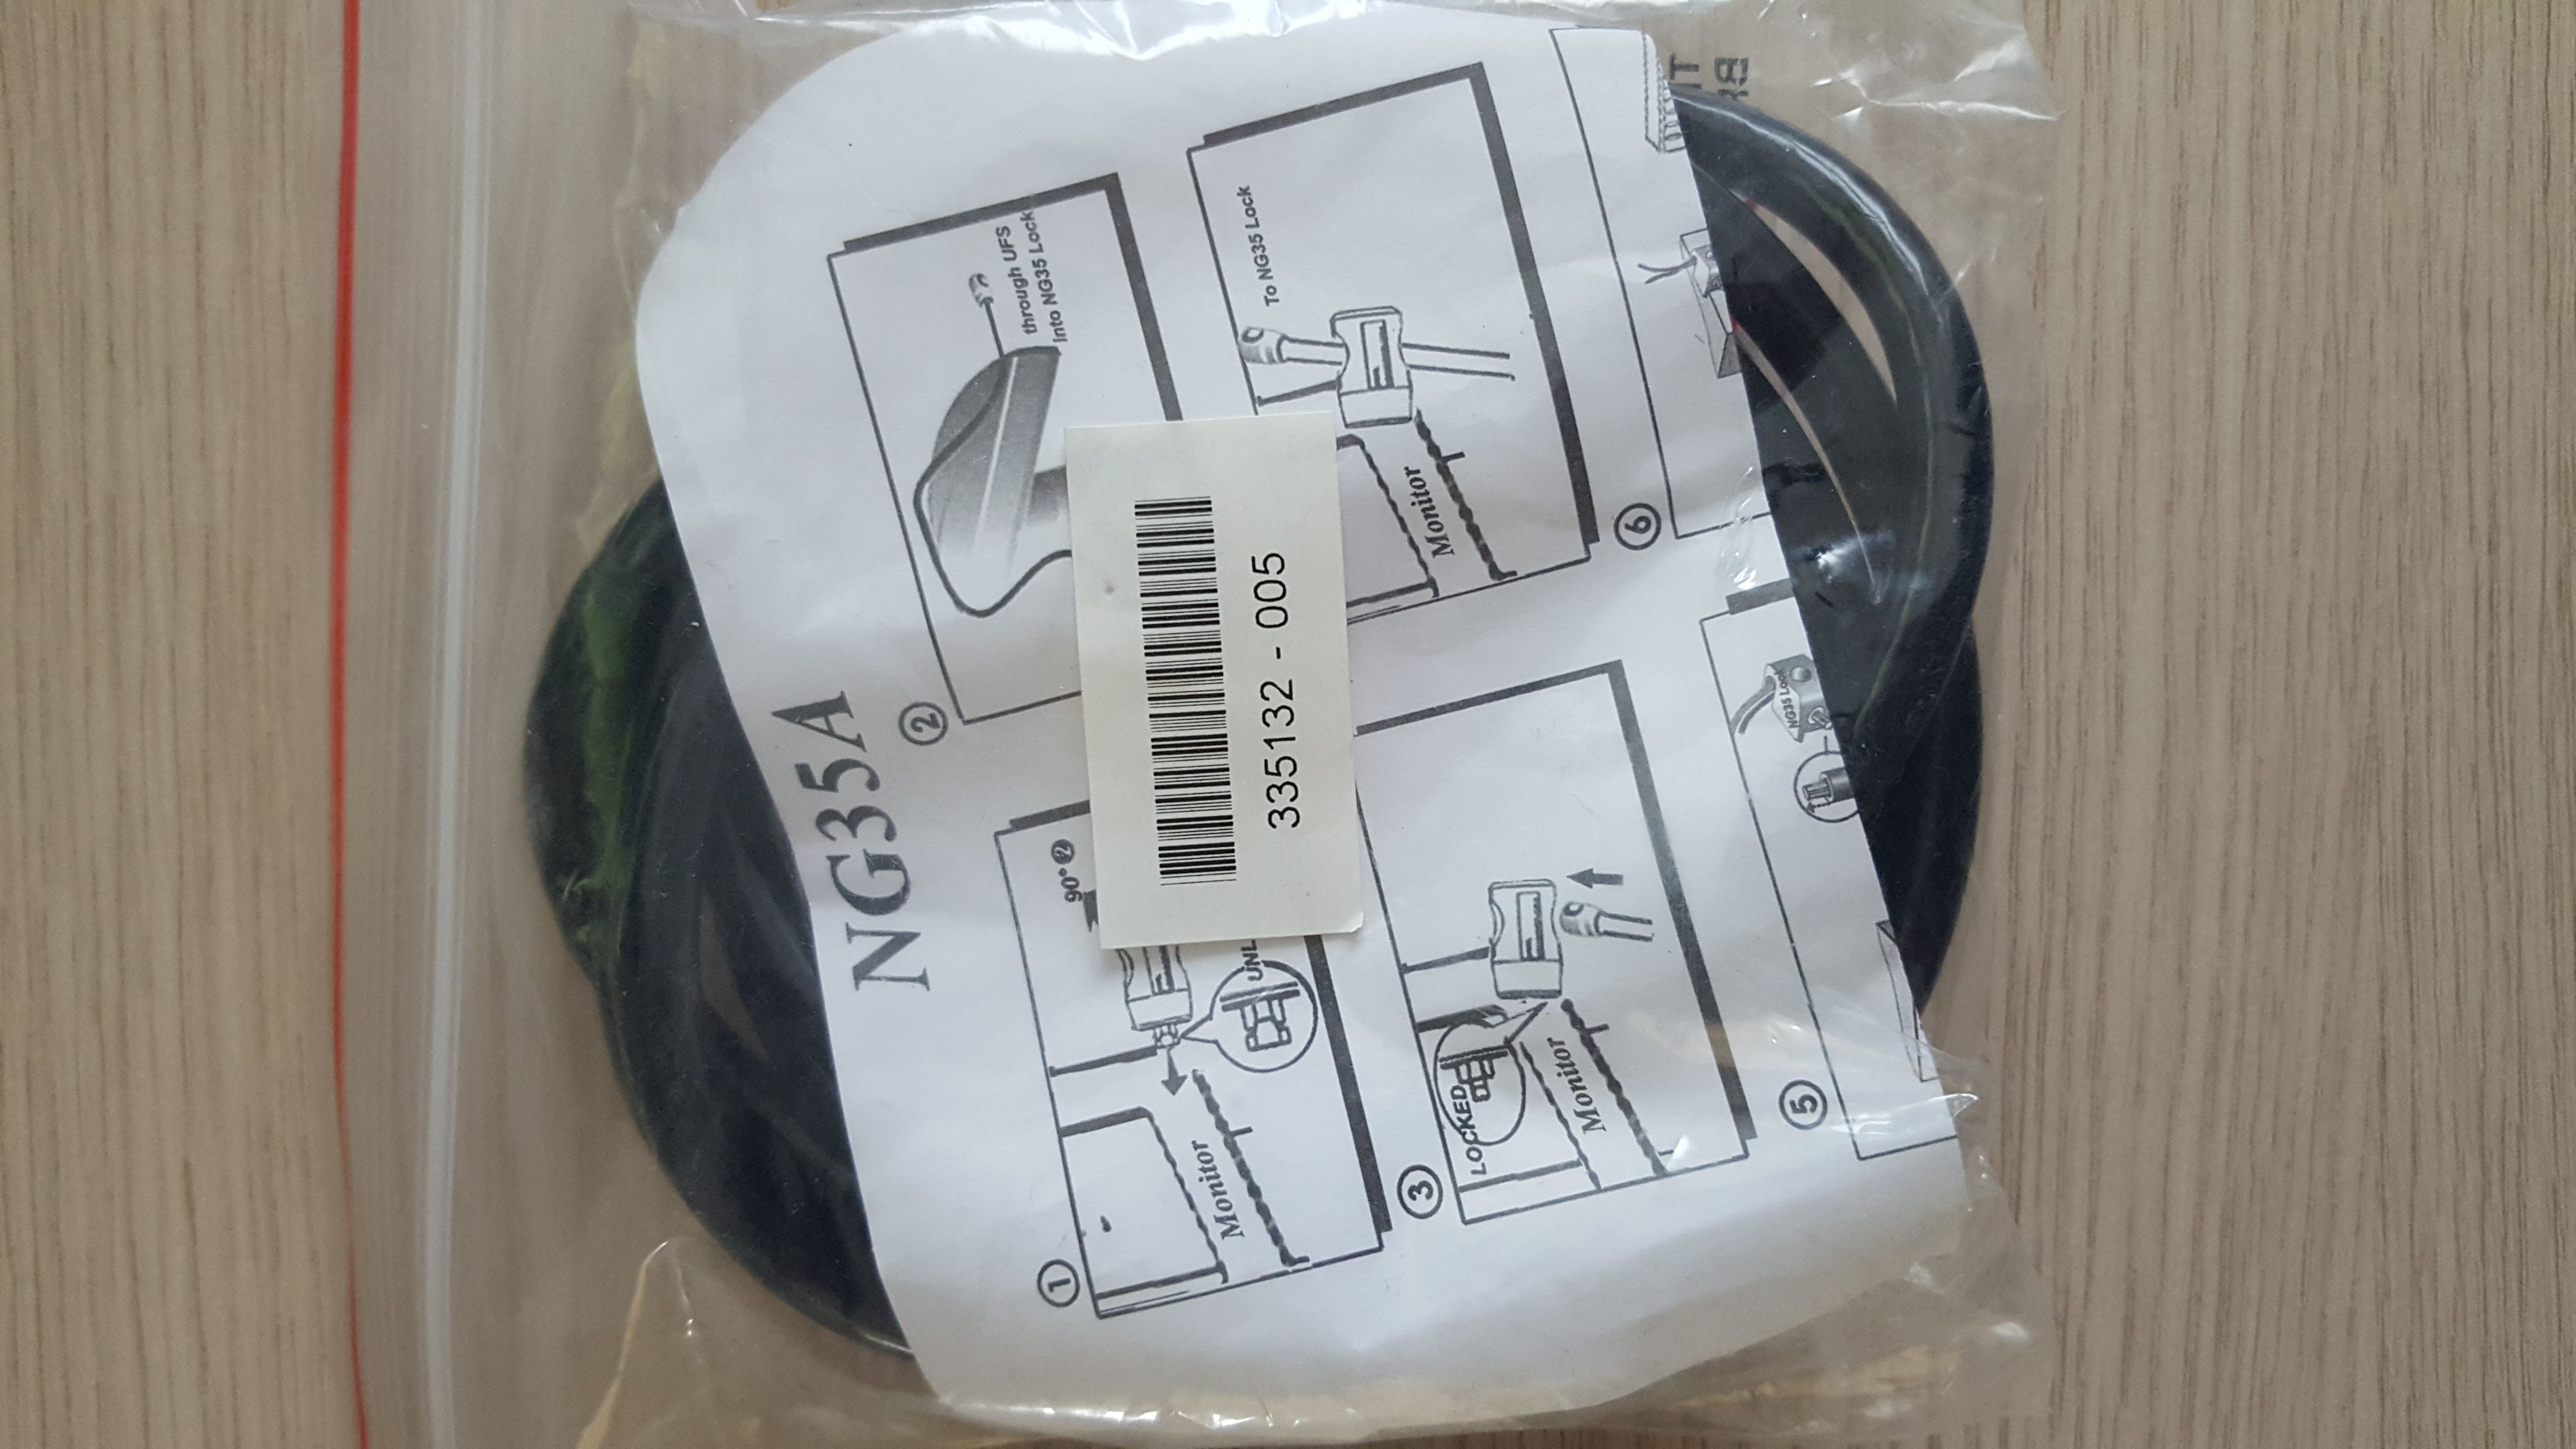 NG35A
1
90° 2
UNL
Monitor
2
through UFS
Into NG35 Lock
335132 - 005
3
LOCKED
Monitor
To NG35 Lock
Monitor
5
NG35 Lock
6